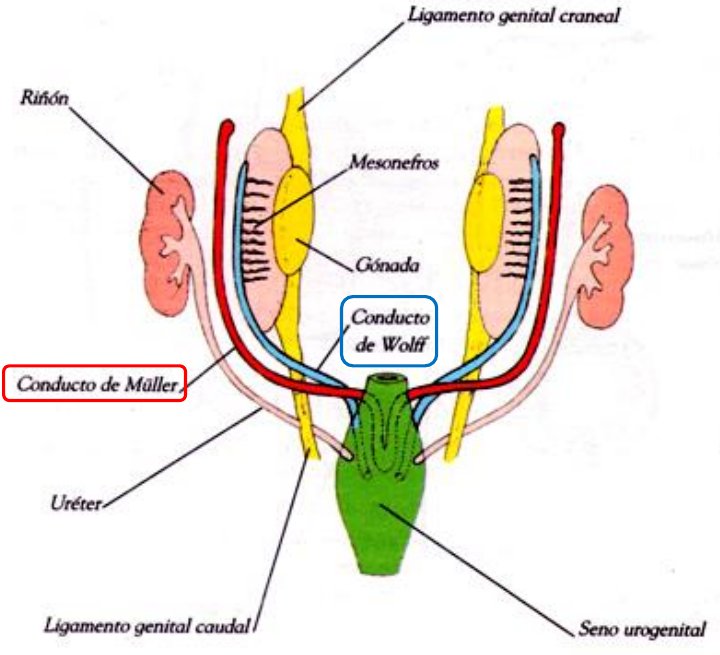 Ligamento genital craneal
Riñón
Mesonefros
Gónada
Conducto
de Wolff
Conducto de Müller
Uréter
Ligamento genital caudal
Seno urogenital